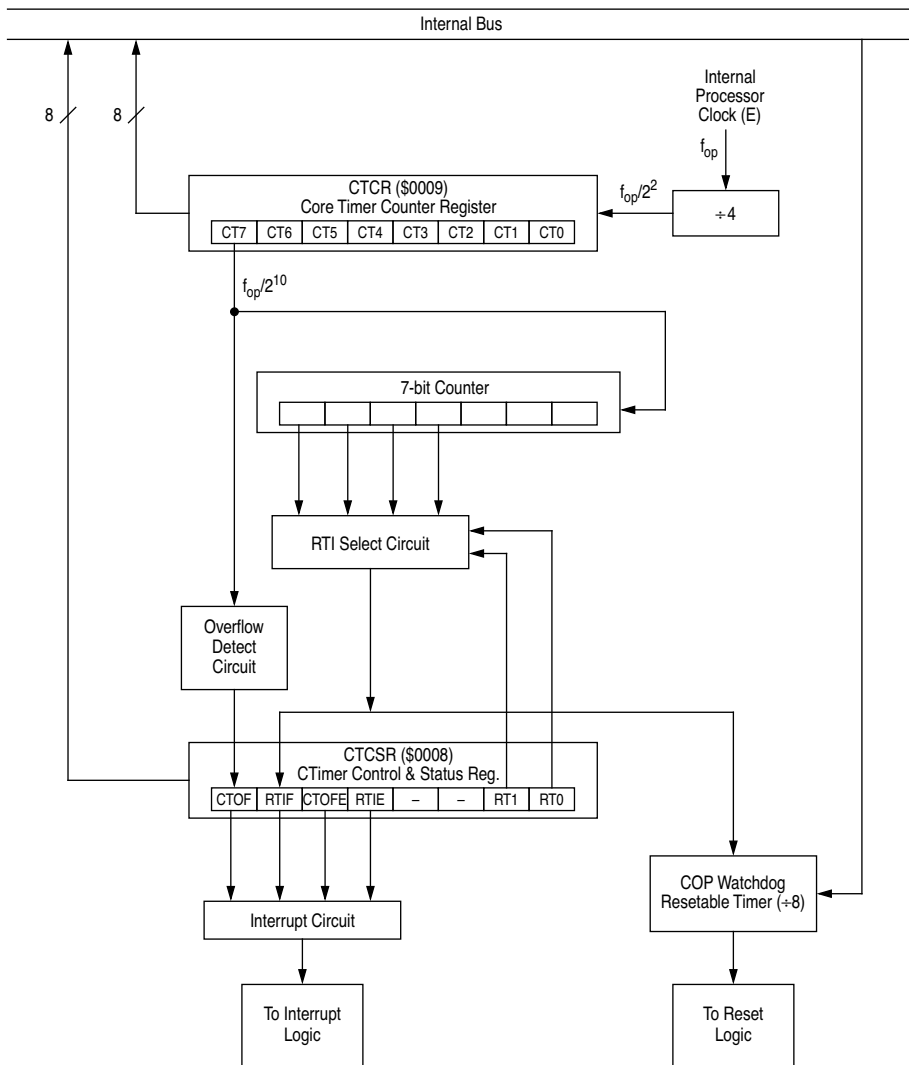 Internal Bus
8
8
Internal
Processor
Clock (E)
fop
÷4
fop/2²
CTCR ($0009)
Core Timer Counter Register
CT7 CT6 CT5 CT4 CT3 CT2 CT1 CT0
fop/2¹⁰
7-bit Counter
RTI Select Circuit
Overflow
Detect
Circuit
CTCSR ($0008)
CTimer Control & Status Reg.
CTOF RTIF CTOFE RTIE – – RT1 RT0
COP Watchdog
Resetable Timer (÷8)
Interrupt Circuit
To Interrupt
Logic
To Reset
Logic